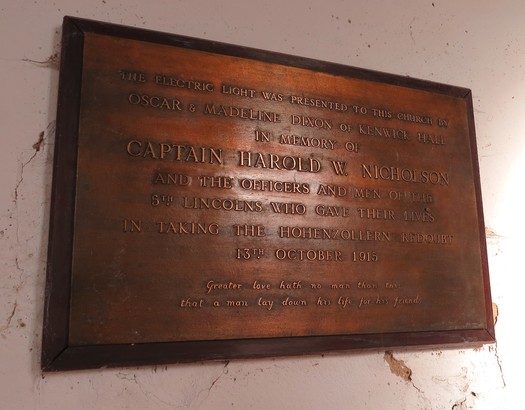 THE ELECTRIC LIGHT WAS PRESENTED TO THIS CHURCH BY
OSCAR & MADELINE DIXON OF KENWICK HALL
IN MEMORY OF
CAPTAIN HAROLD W. NICHOLSON
AND THE OFFICERS AND MEN OF THE
5TH LINCOLNS WHO GAVE THEIR LIVES
IN TAKING THE HOHENZOLLERN REDOUBT
13TH OCTOBER 1915
Greater love hath no man than this,
that a man lay down his life for his friends.